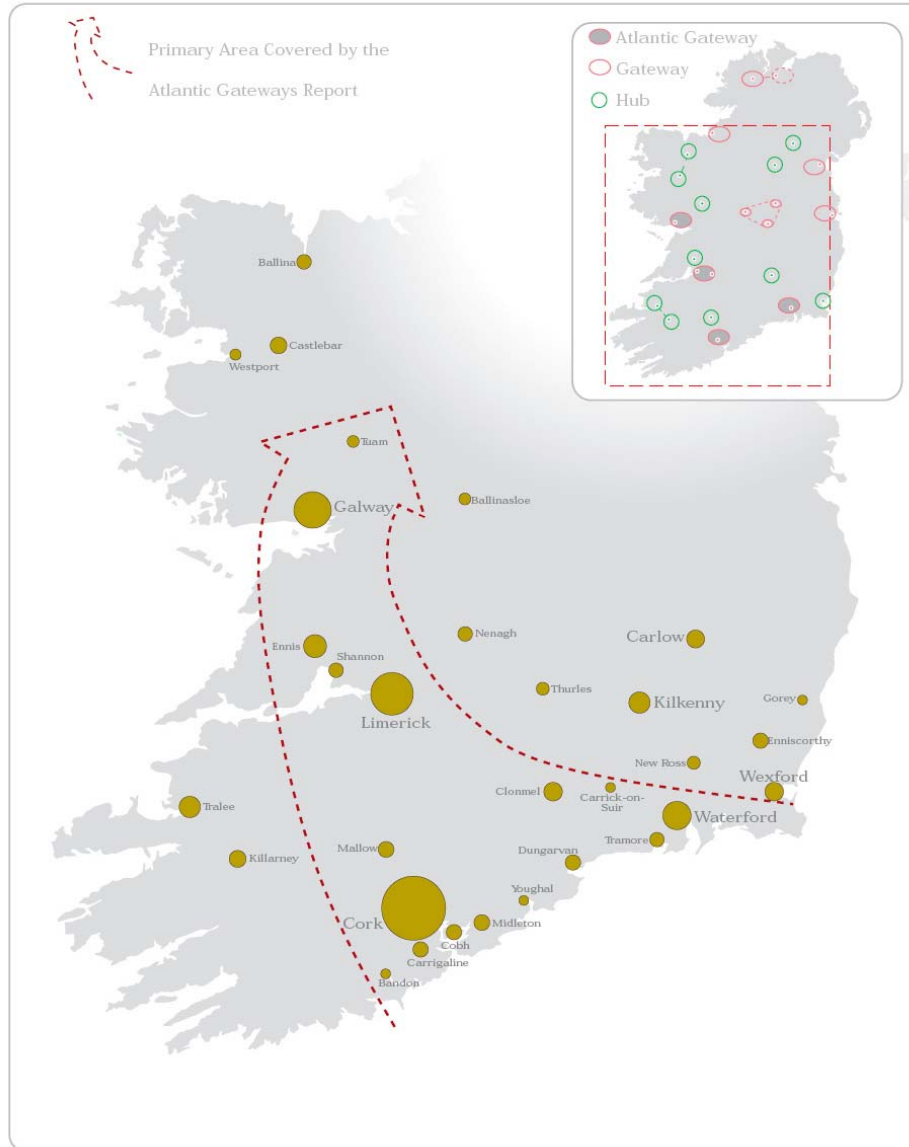 Primary Area Covered by the
Atlantic Gateways Report
Atlantic Gateway
Gateway
Hub
Ballina
Castlebar
Westport
Tuam
Galway
Ballinasloe
Ennis
Shannon
Nenagh
Limerick
Carlow
Thurles
Kilkenny
Gorey
Enniscorthy
New Ross
Wexford
Clonmel
Carrick-on-
Suir
Waterford
Tralee
Tramore
Mallow
Killarney
Dungarvan
Youghal
Cork
Midleton
Cobh
Carrigaline
Bandon